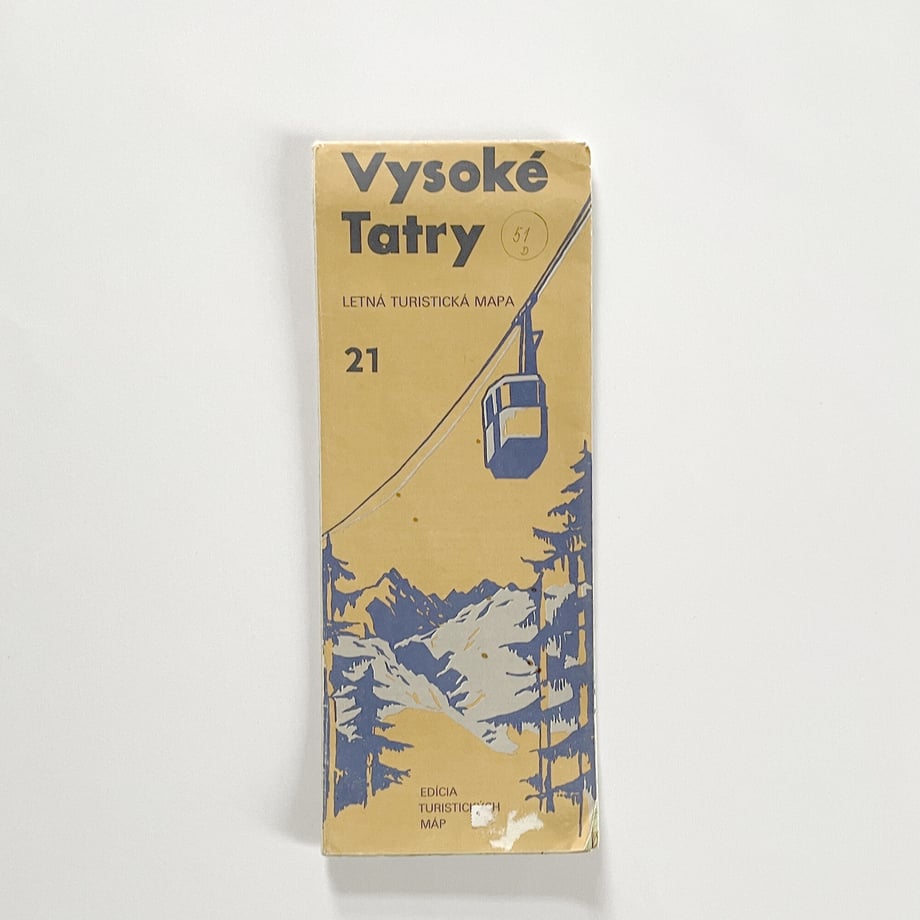 Vysoké
Tatry
51
D
LETNÁ TURISTICKÁ MAPA
21
EDÍCIA
TURISTICKÝCH
MÁP